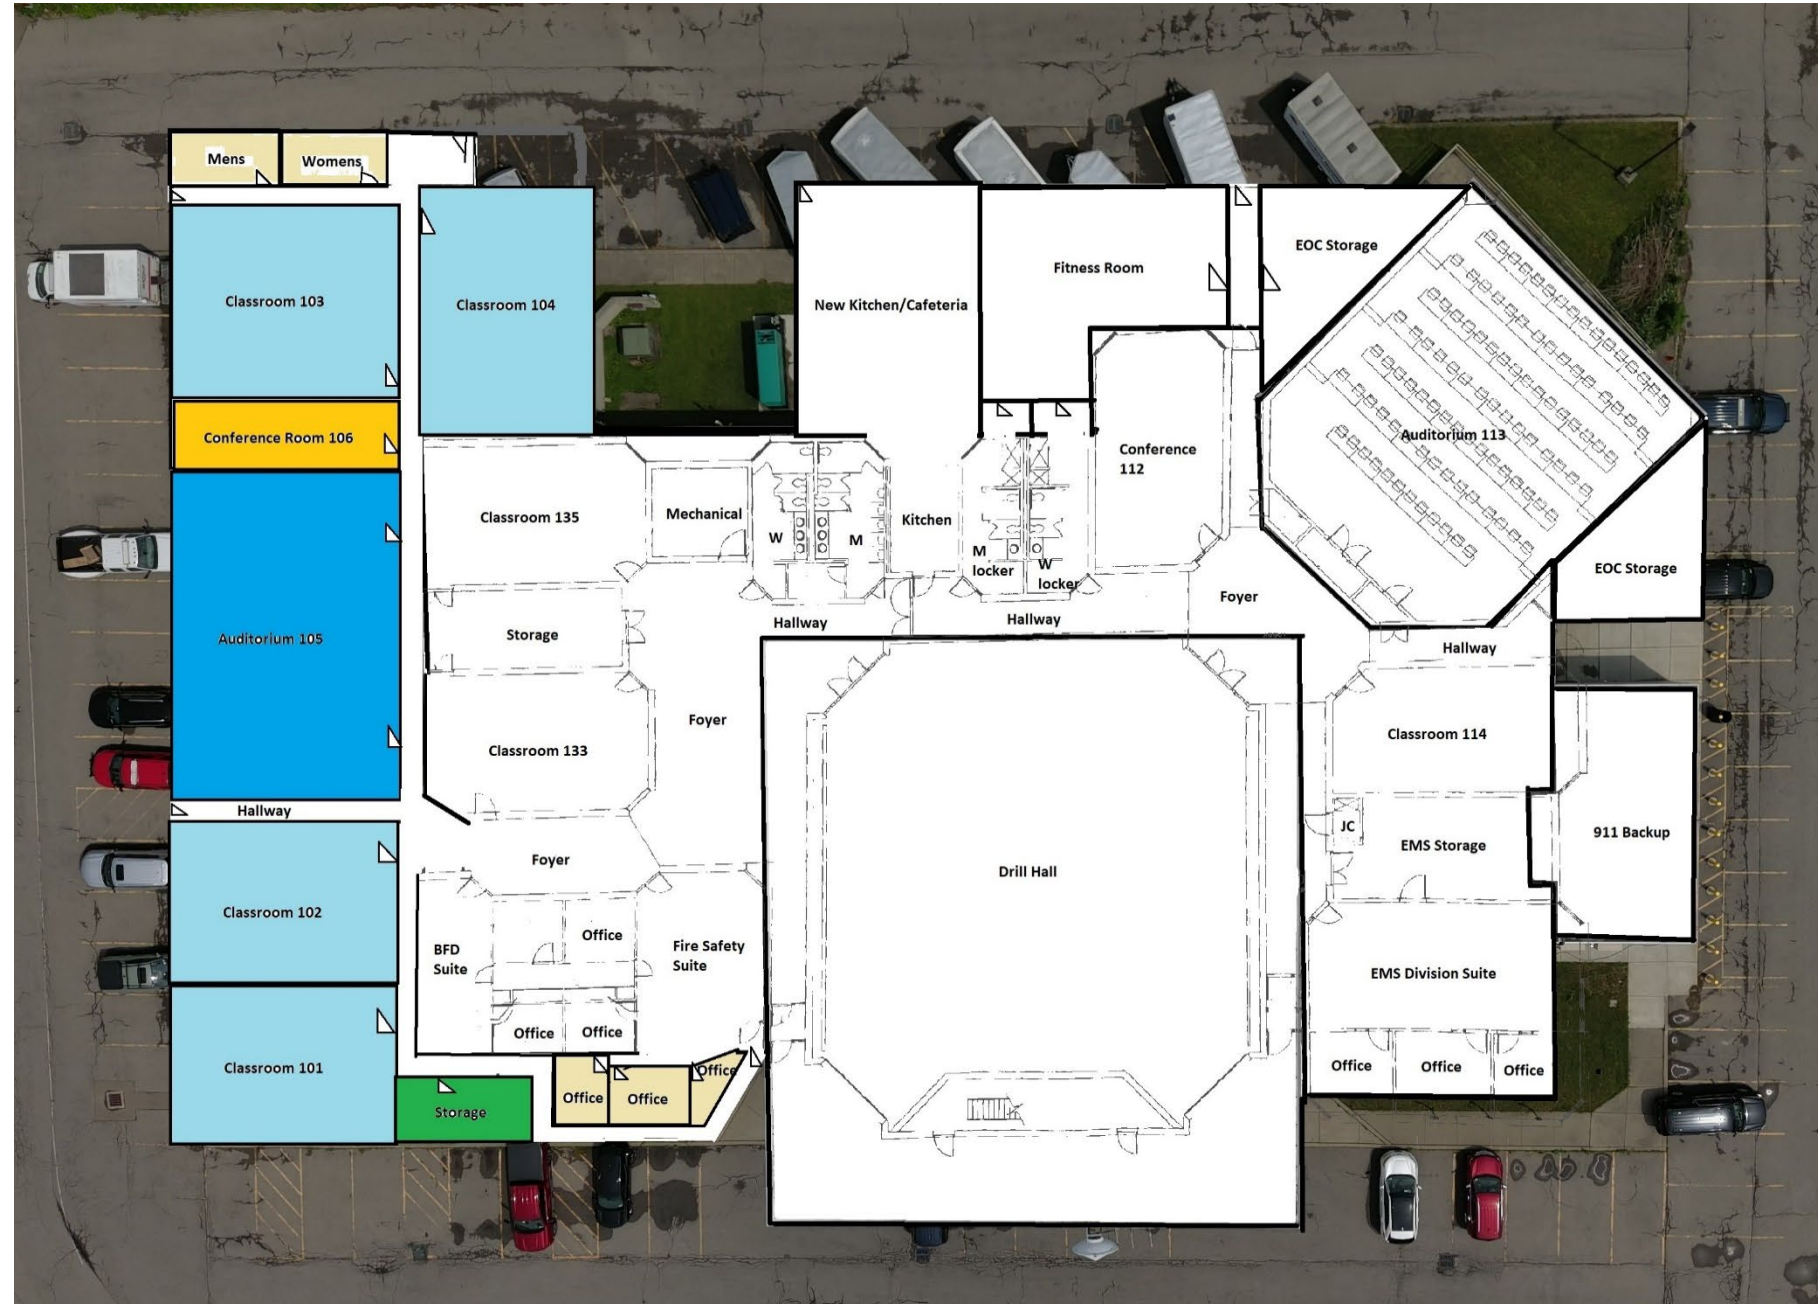 Mens
Womens
Classroom 103
Classroom 104
New Kitchen/Cafeteria
Fitness Room
EOC Storage
Conference Room 106
Conference
112
Auditorium 113
Classroom 135
Mechanical
W
M
Kitchen
M
locker
W
locker
EOC Storage
Auditorium 105
Storage
Hallway
Hallway
Foyer
Hallway
Classroom 133
Foyer
Classroom 114
Hallway
Foyer
JC
EMS Storage
911 Backup
Drill Hall
Classroom 102
BFD
Suite
Office
Fire Safety
Suite
EMS Division Suite
Office
Office
Classroom 101
Storage
Office
Office
Office
Office
Office
Office